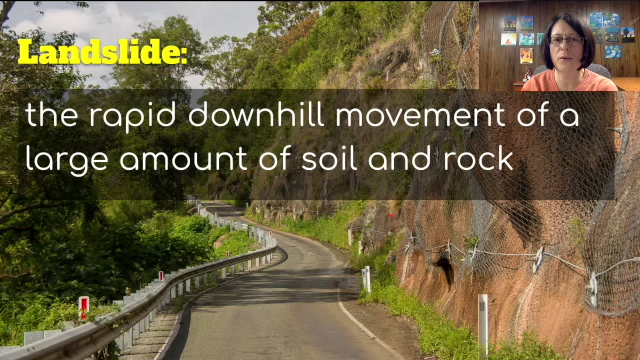 Landslide:
the rapid downhill movement of a
large amount of soil and rock